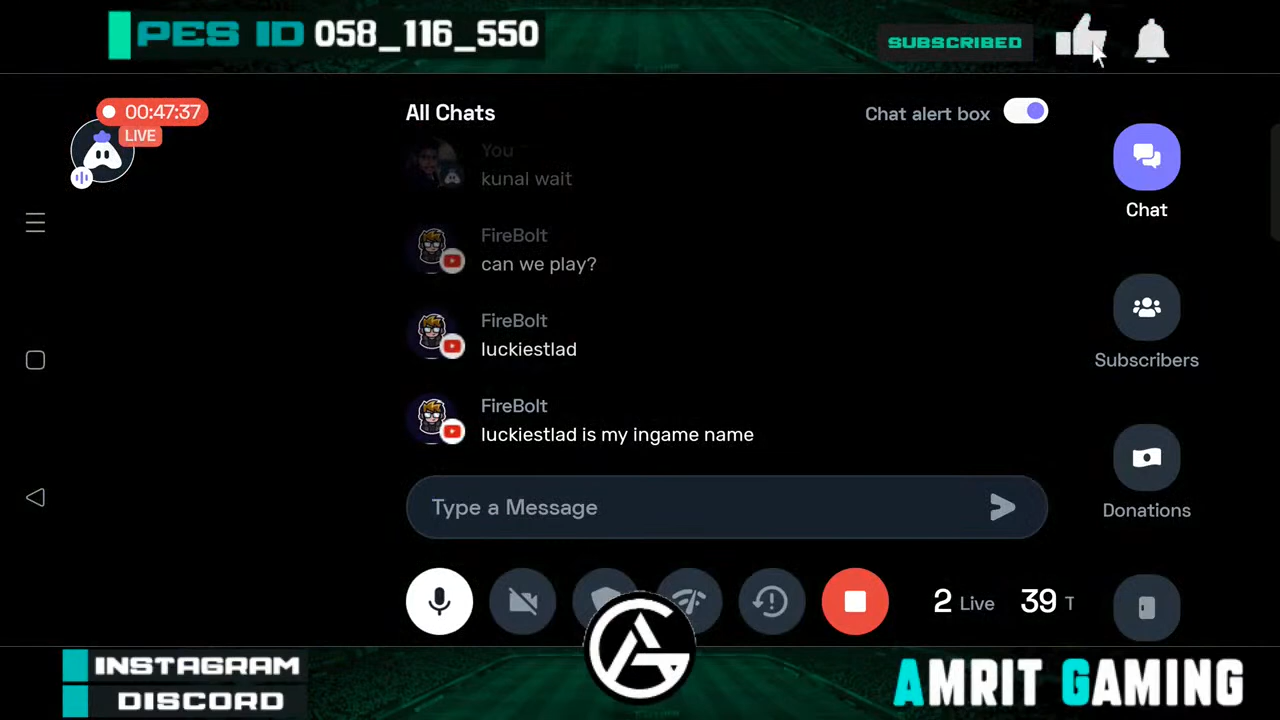 PES ID 058_116_550
SUBSCRIBED
00:47:37
LIVE
All Chats
Chat alert box
You
kunal wait
FireBolt
can we play?
FireBolt
luckiestlad
FireBolt
luckiestlad is my ingame name
Type a Message
Chat
Subscribers
Donations
2 Live 39 T
INSTAGRAM
DISCORD
AMRIT GAMING